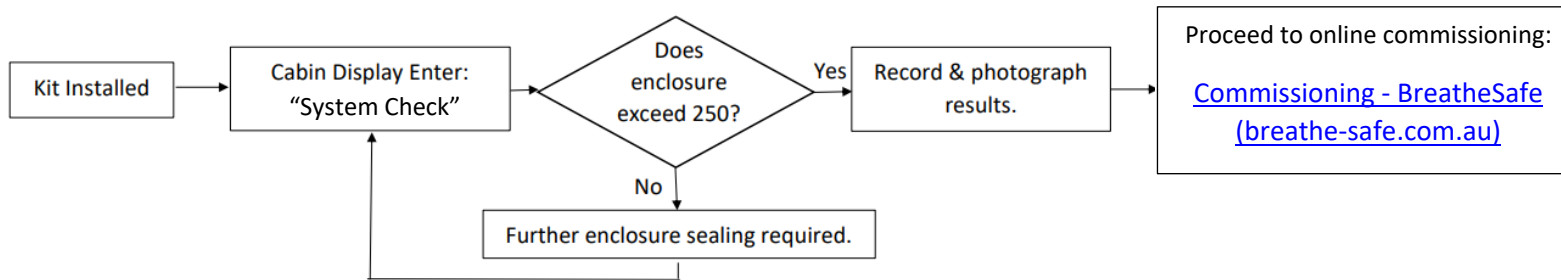 Kit Installed
Cabin Display Enter:
“System Check”
Does
enclosure
exceed 250?
Yes
Record & photograph
results.
Proceed to online commissioning:
Commissioning - BreatheSafe
(breathe-safe.com.au)
No
Further enclosure sealing required.